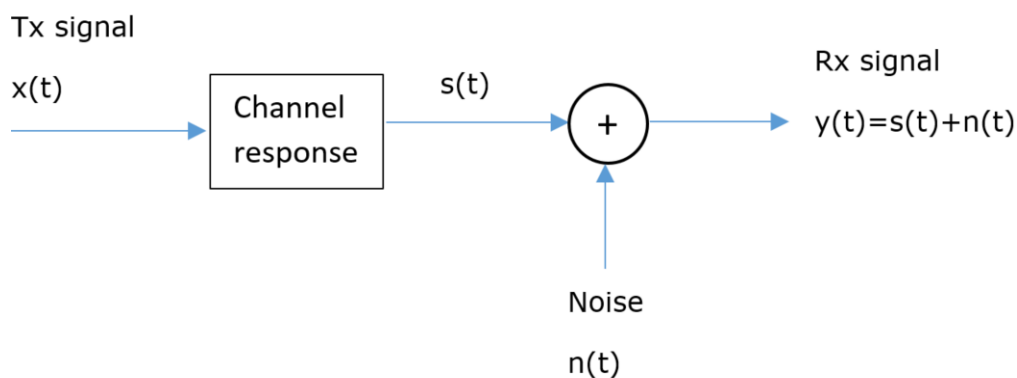 Tx signal
x(t)
Channel
response
s(t)
+
Rx signal
y(t)=s(t)+n(t)
Noise
n(t)